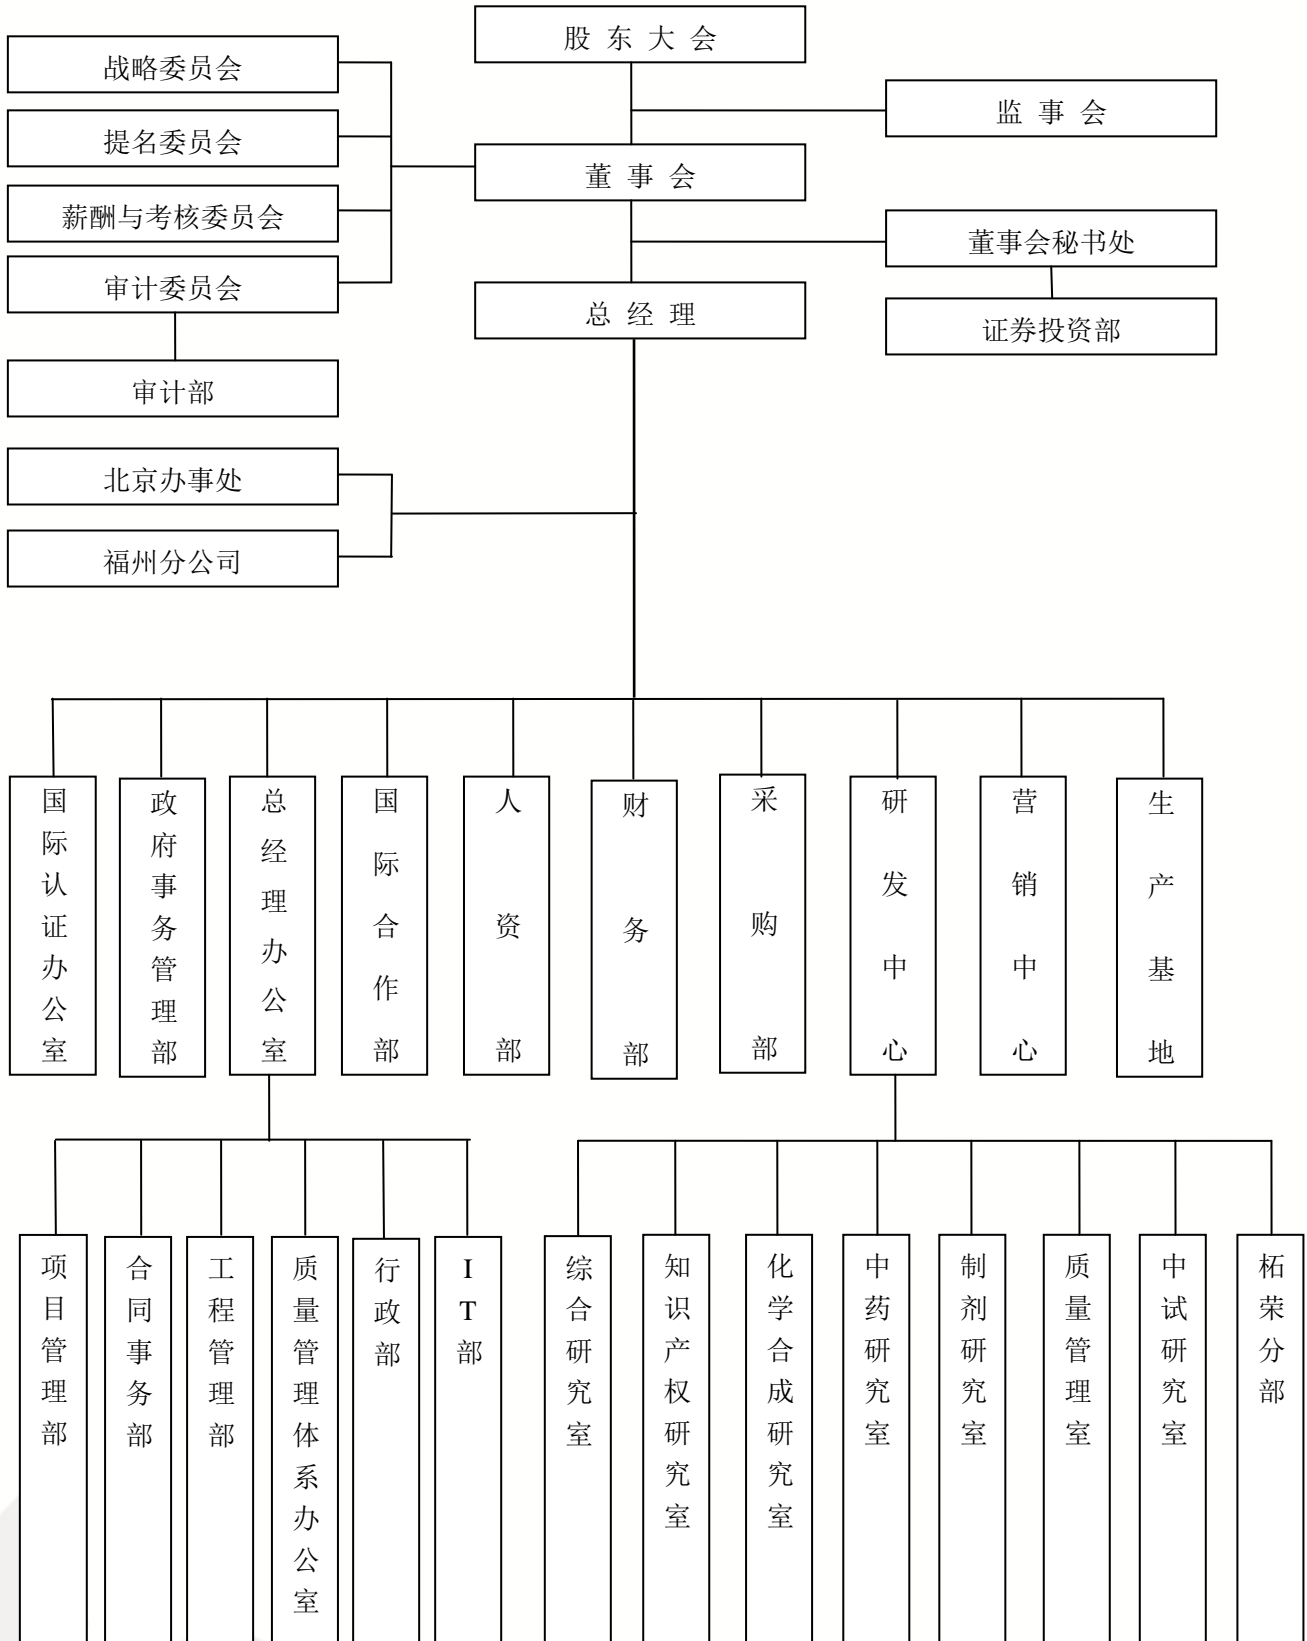 股东大会
战略委员会
监事会
提名委员会
董事会
薪酬与考核委员会
董事会秘书处
审计委员会
总经理
证券投资部
审计部
北京办事处
福州分公司
国际认证办公室
政府事务管理部
总经理办公室
国际合作部
人资部
财务部
采购部
研发中心
营销中心
生产基地
项目管理部
合同事务部
工程管理部
质量管理体系办公室
行政部
IT部
综合研究室
知识产权研究室
化学合成研究室
中药研究室
制剂研究室
质量管理室
中试研究室
柘荣分部